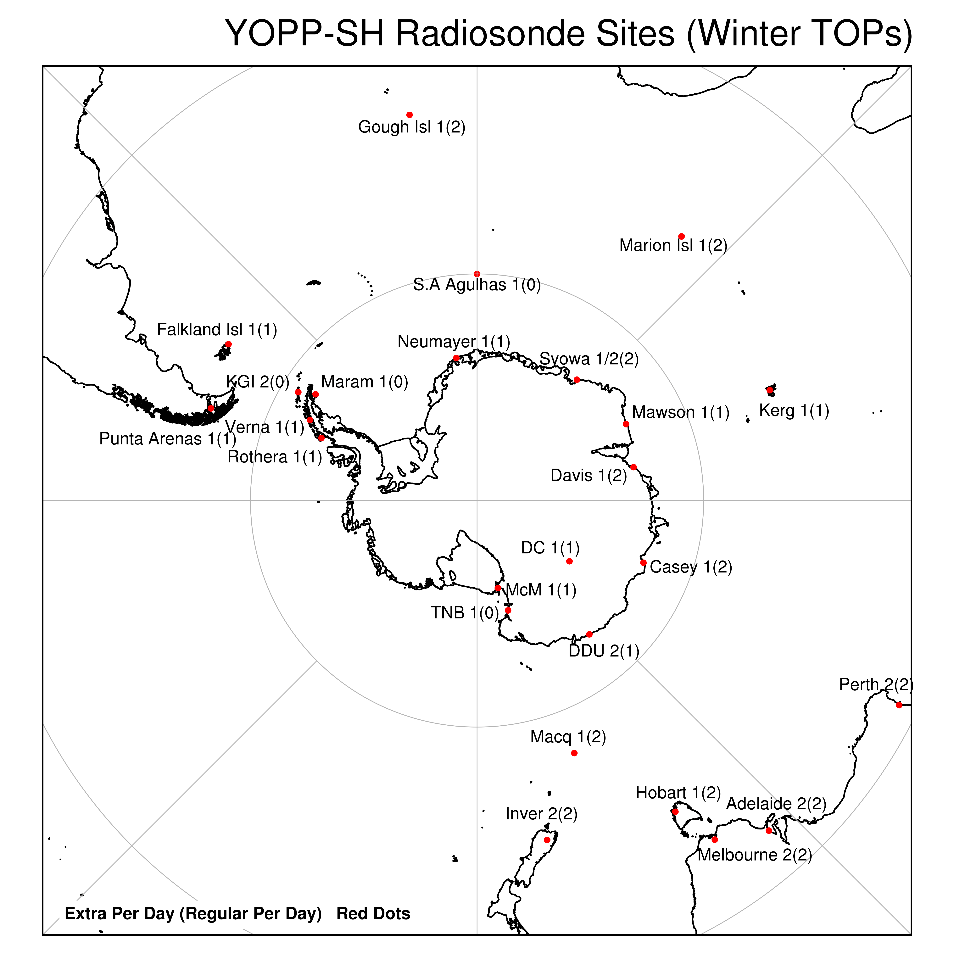 YOPP-SH Radiosonde Sites (Winter TOPs)
Gough Isl 1(2)
Marion Isl 1(2)
S.A Agulhas 1(0)
Falkland Isl 1(1)
Neumayer 1(1)
Syowa 1/2(2)
KGI 2(0)
Maram 1(0)
Mawson 1(1)
Kerg 1(1)
Verna 1(1)
Punta Arenas 1(1)
Rothera 1(1)
Davis 1(2)
DC 1(1)
Casey 1(2)
McM 1(1)
TNB 1(0)
DDU 2(1)
Perth 2(2)
Macq 1(2)
Hobart 1(2)
Adelaide 2(2)
Inver 2(2)
Melbourne 2(2)
Extra Per Day (Regular Per Day) Red Dots